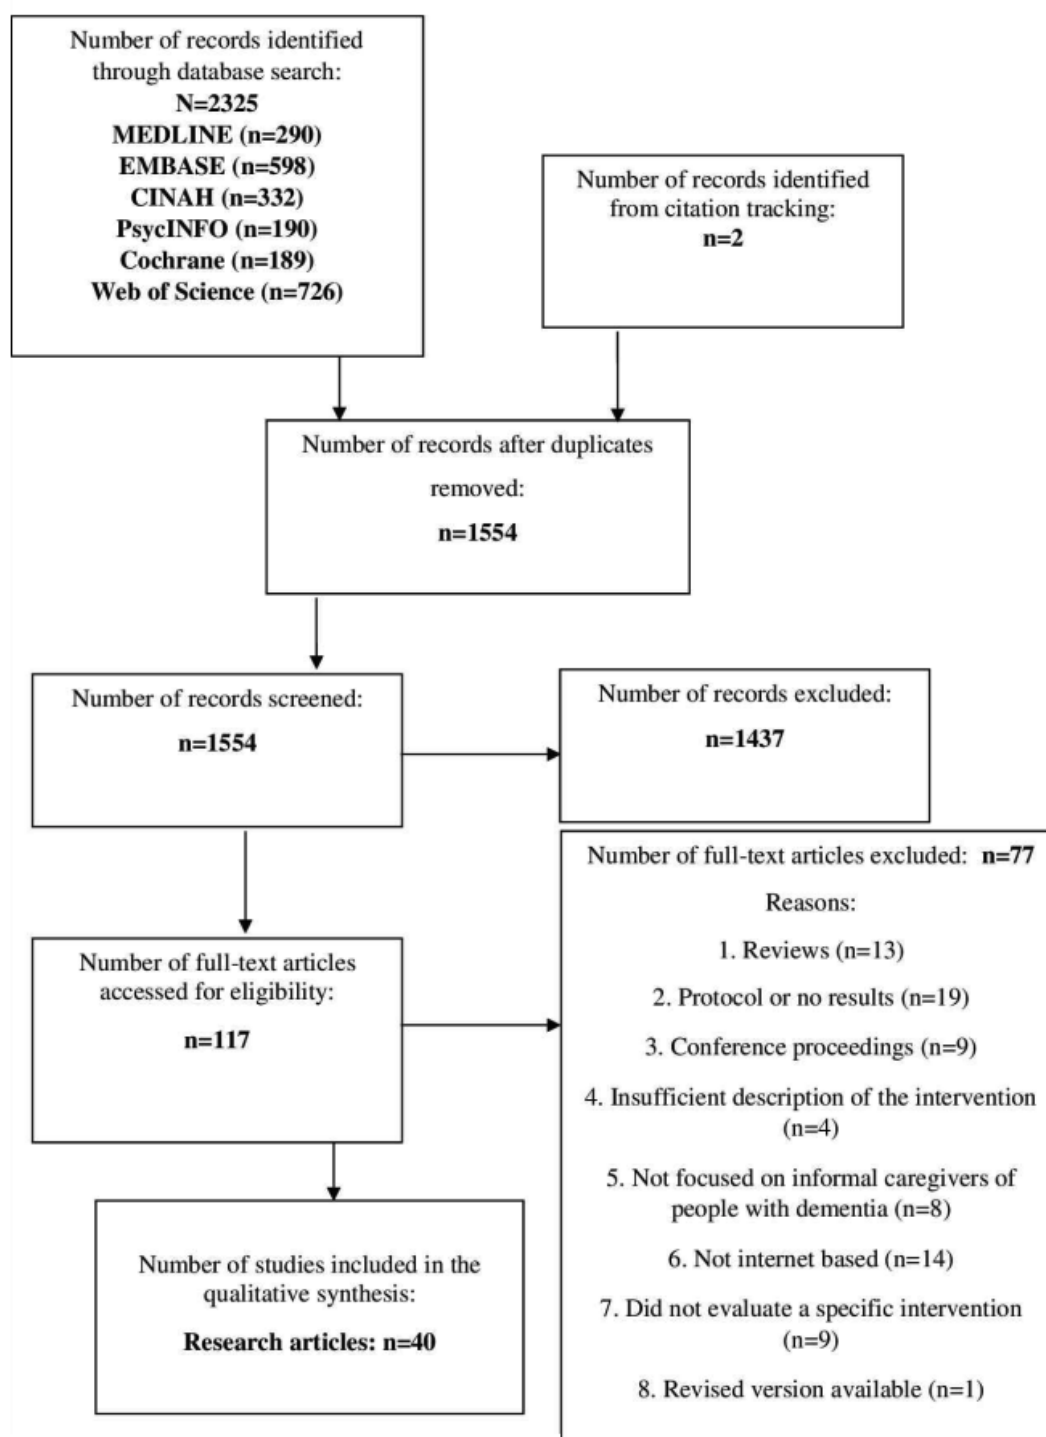 Number of records identified
through database search:
N=2325
MEDLINE (n=290)
EMBASE (n=598)
CINAH (n=332)
PsycINFO (n=190)
Cochrane (n=189)
Web of Science (n=726)
Number of records identified
from citation tracking:
n=2
Number of records after duplicates
removed:
n=1554
Number of records screened:
n=1554
Number of records excluded:
n=1437
Number of full-text articles
accessed for eligibility:
n=117
Number of full-text articles excluded: n=77
Reasons:
1. Reviews (n=13)
2. Protocol or no results (n=19)
3. Conference proceedings (n=9)
4. Insufficient description of the intervention
(n=4)
5. Not focused on informal caregivers of
people with dementia (n=8)
6. Not internet based (n=14)
7. Did not evaluate a specific intervention
(n=9)
8. Revised version available (n=1)
Number of studies included in the
qualitative synthesis:
Research articles: n=40